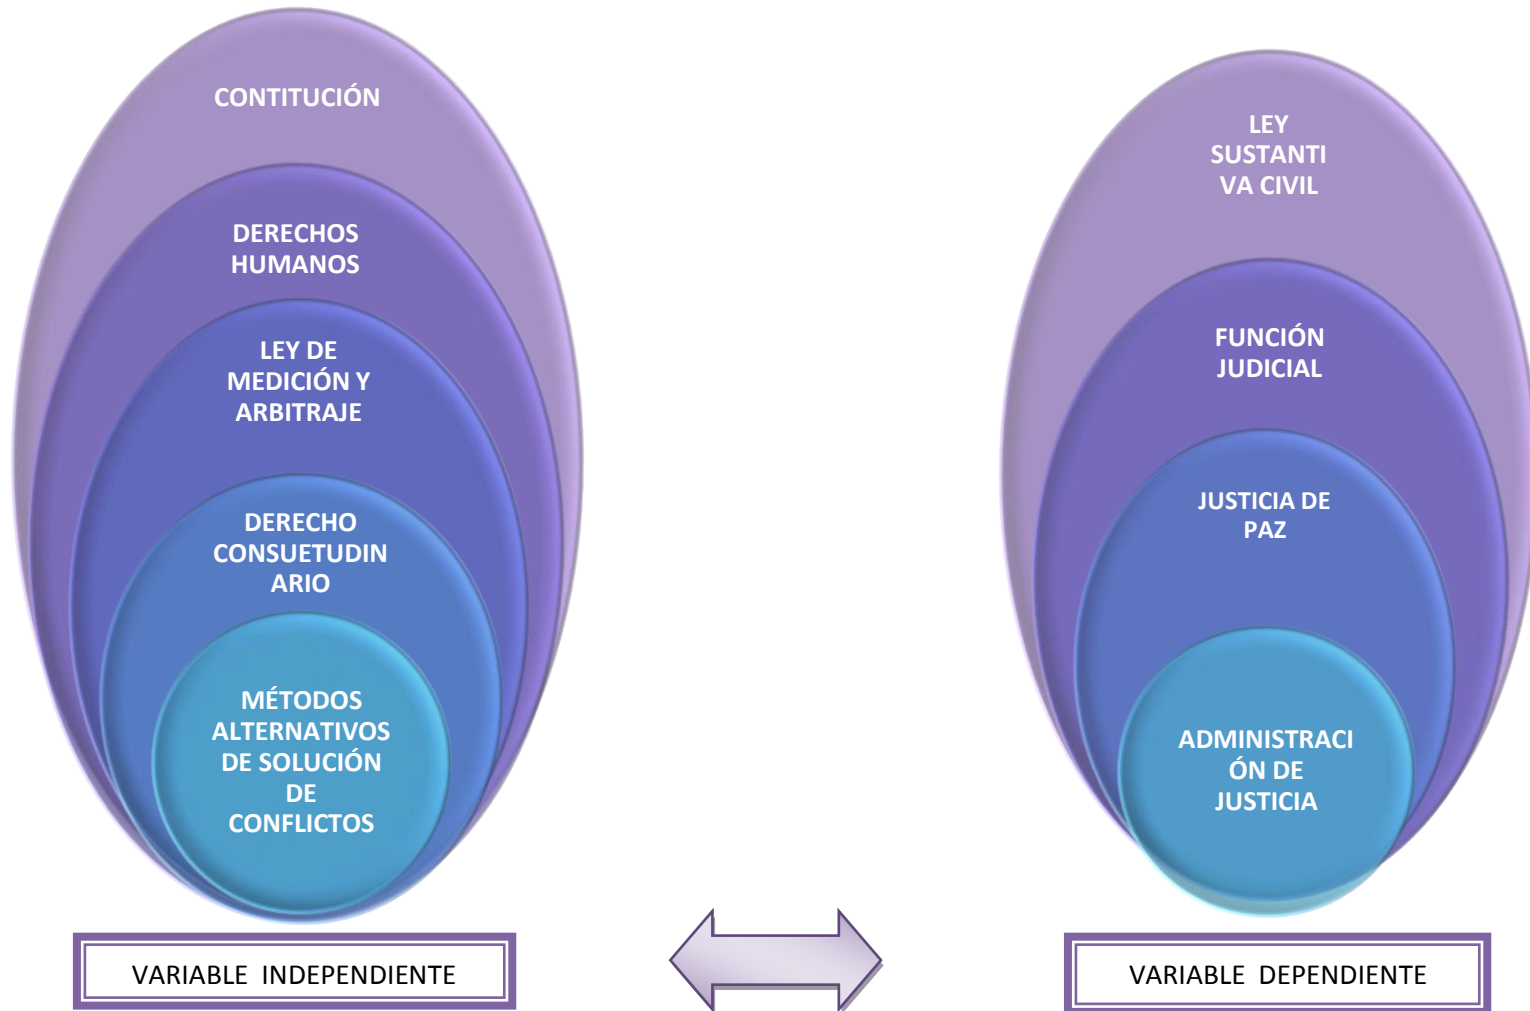 CONTITUCIÓN
DERECHOS
HUMANOS
LEY DE
MEDICIÓN Y
ARBITRAJE
DERECHO
CONSUETUDIN
ARIO
MÉTODOS
ALTERNATIVOS
DE SOLUCIÓN
DE
CONFLICTOS
VARIABLE INDEPENDIENTE
LEY
SUSTANTI
VA CIVIL
FUNCIÓN
JUDICIAL
JUSTICIA DE
PAZ
ADMINISTRACI
ÓN DE
JUSTICIA
VARIABLE DEPENDIENTE